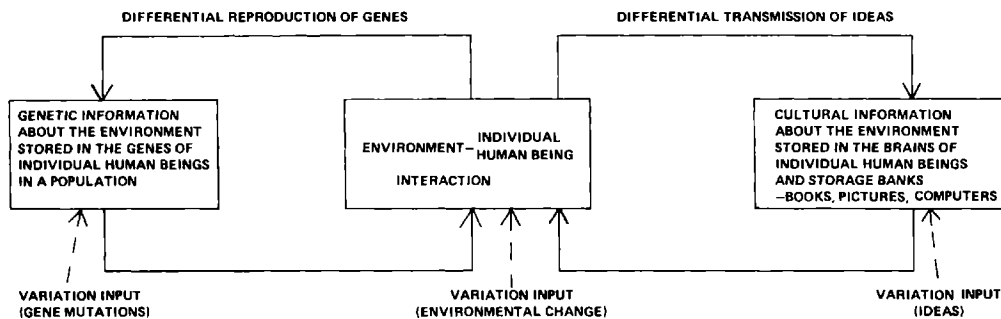 DIFFERENTIAL REPRODUCTION OF GENES
DIFFERENTIAL TRANSMISSION OF IDEAS
GENETIC INFORMATION
ABOUT THE ENVIRONMENT
STORED IN THE GENES OF
INDIVIDUAL HUMAN BEINGS
IN A POPULATION
ENVIRONMENT– INDIVIDUAL
HUMAN BEING
INTERACTION
CULTURAL INFORMATION
ABOUT THE ENVIRONMENT
STORED IN THE BRAINS OF
INDIVIDUAL HUMAN BEINGS
AND STORAGE BANKS
–BOOKS, PICTURES, COMPUTERS
VARIATION INPUT
(GENE MUTATIONS)
VARIATION INPUT
(ENVIRONMENTAL CHANGE)
VARIATION INPUT
(IDEAS)